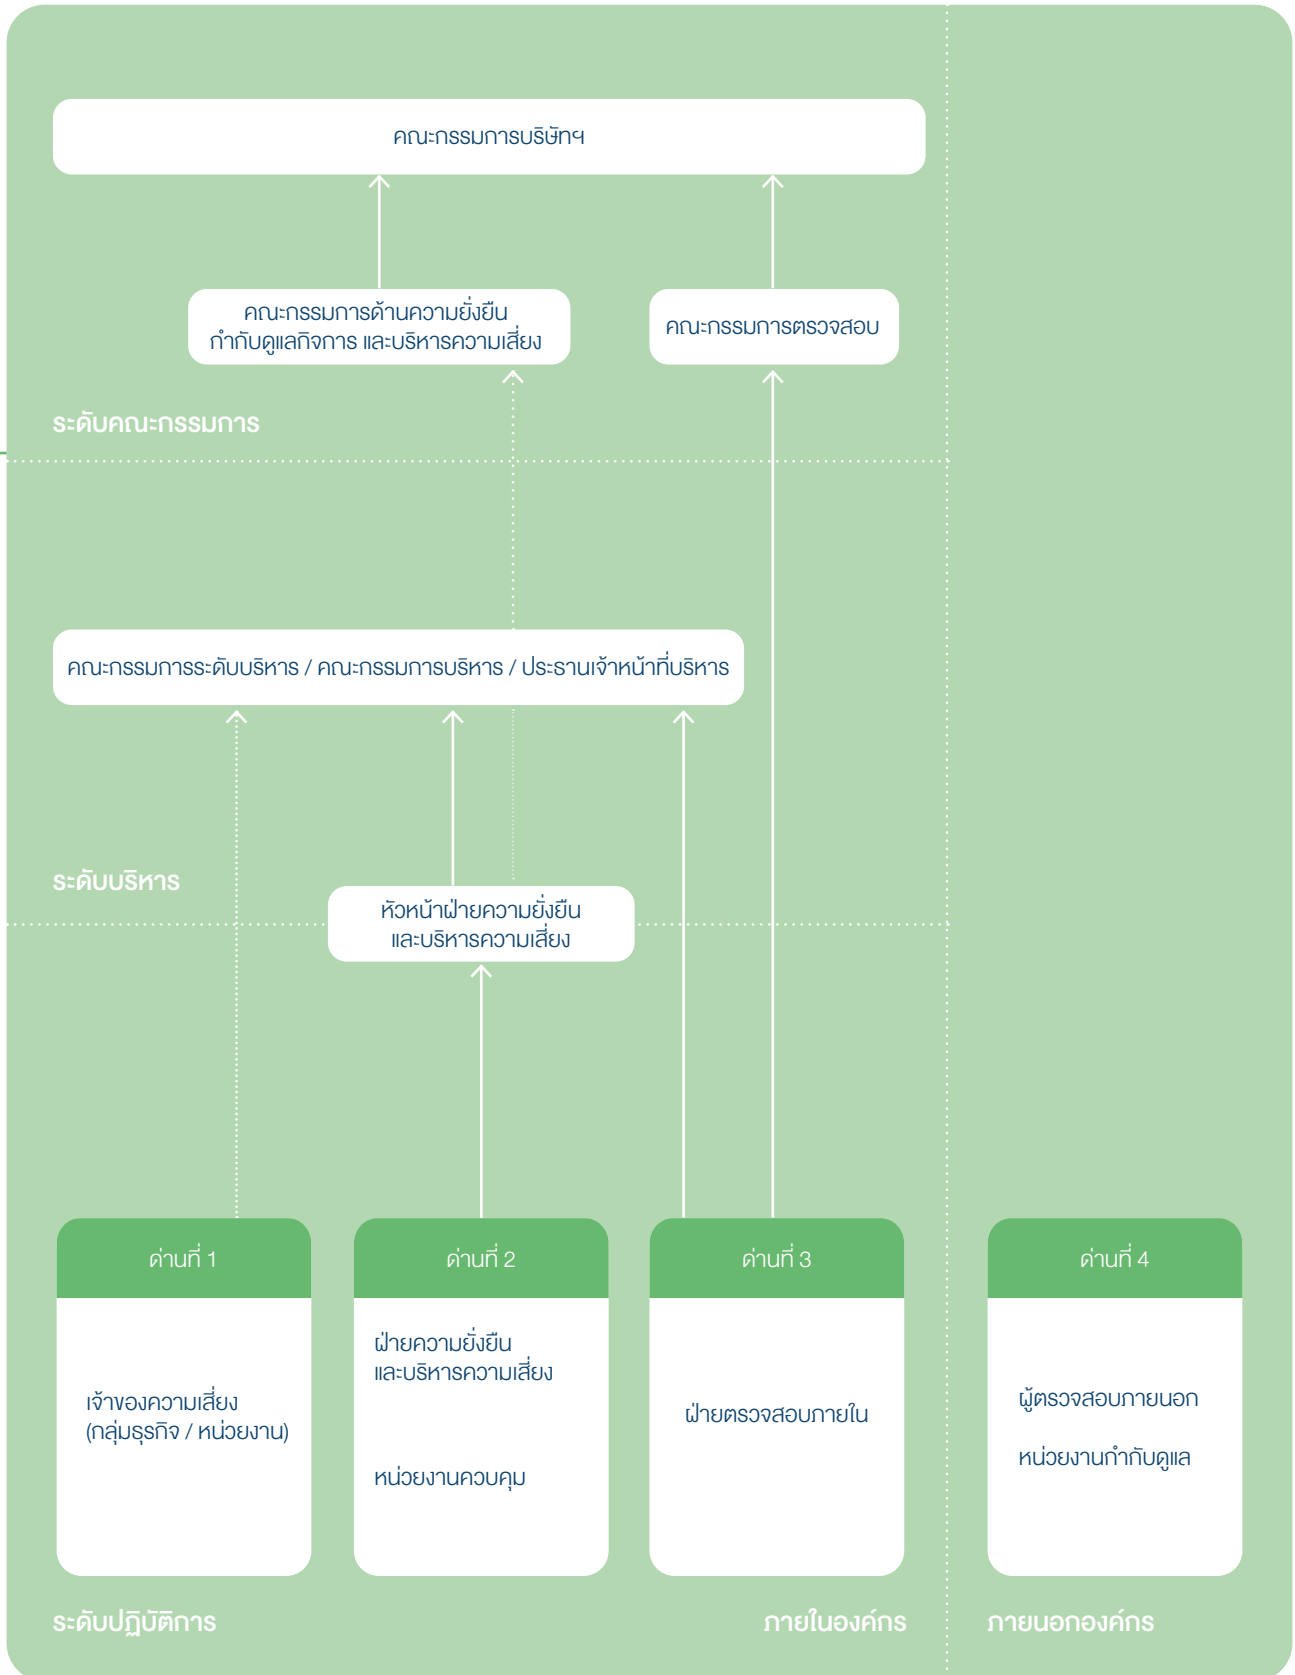 คณะกรรมการบริษัทฯ
คณะกรรมการด้านความยั่งยืน
กำกับดูแลกิจการ และบริหารความเสี่ยง
คณะกรรมการตรวจสอบ
ระดับคณะกรรมการ
คณะกรรมการระดับบริหาร / คณะกรรมการบริหาร / ประธานเจ้าหน้าที่บริหาร
ระดับบริหาร
หัวหน้าฝ่ายความยั่งยืน
และบริหารความเสี่ยง
ด่านที่ 1
เจ้าของความเสี่ยง
(กลุ่มธุรกิจ / หน่วยงาน)
ด่านที่ 2
ฝ่ายความยั่งยืน
และบริหารความเสี่ยง
หน่วยงานควบคุม
ด่านที่ 3
ฝ่ายตรวจสอบภายใน
ด่านที่ 4
ผู้ตรวจสอบภายนอก
หน่วยงานกำกับดูแล
ระดับปฏิบัติการ
ภายในองค์กร
ภายนอกองค์กร